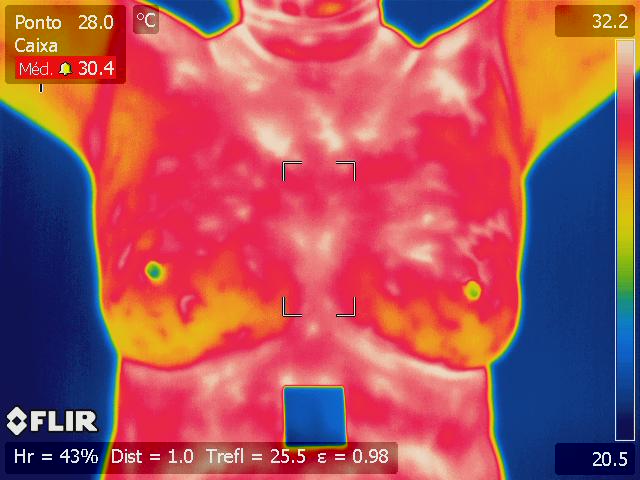 Ponto 28.0 °C
Caixa
Méd. 30.4
32.2
FLIR
Hr = 43% Dist = 1.0 Trefl = 25.5 ε = 0.98
20.5